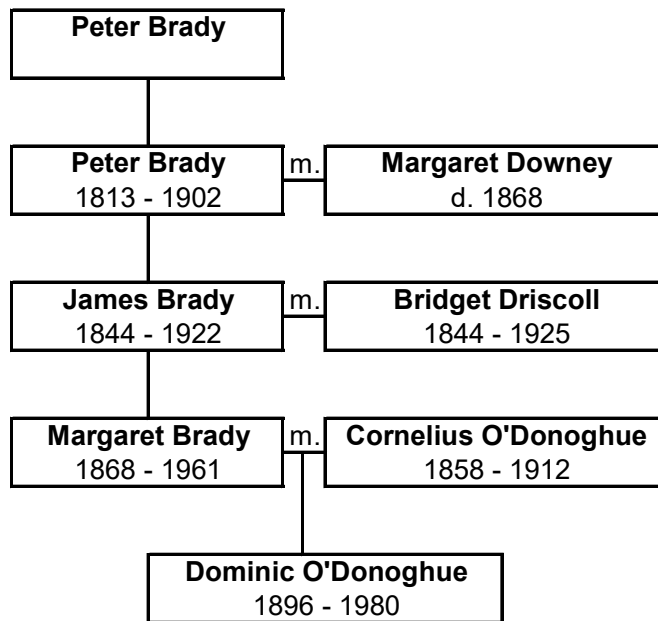 Peter Brady
Peter Brady
1813 - 1902
m.
Margaret Downey
d. 1868
James Brady
1844 - 1922
m.
Bridget Driscoll
1844 - 1925
Margaret Brady
1868 - 1961
m.
Cornelius O'Donoghue
1858 - 1912
Dominic O'Donoghue
1896 - 1980